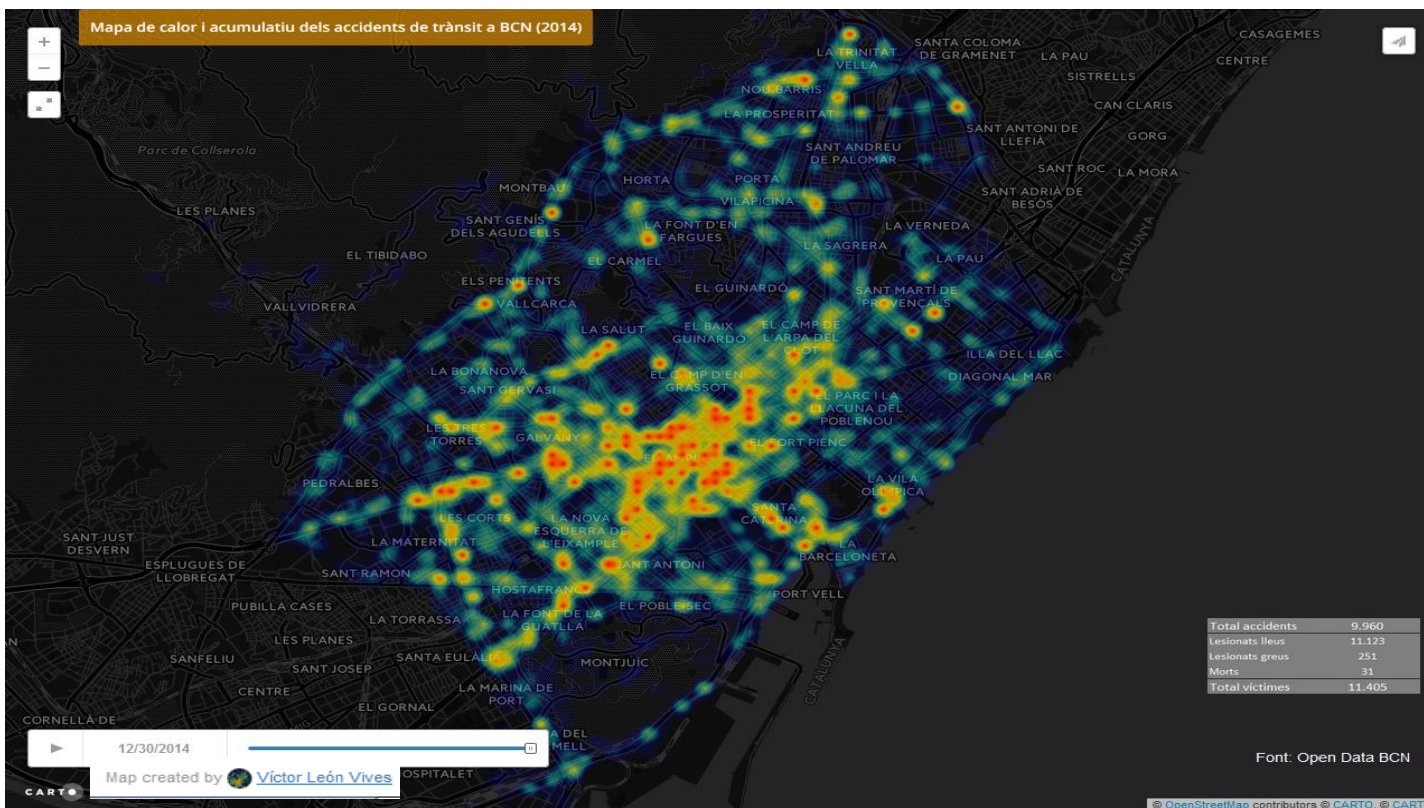 Mapa de calor i acumulatiu dels accidents de trànsit a BCN (2014)
+
−
CASAGEMES
SANTA COLOMA
DE GRAMENET
LA PAU
CENTRE
LA TRINITAT
VELLA
SISTRELLS
NOU BARRIS
CAN CLARIS
LA PROSPERITAT
SANT ANTONI DE
LLEFIÀ
GORG
Parc de Collserola
SANT ANDREU
DE PALOMAR
SANT ROC
LA MORA
MONTBAU
HORTA
PORTA
SANT ADRIÀ DE
BESÒS
VILAPICINA
LES PLANES
SANT GENÍS
DELS AGUDELLS
LA FONT D'EN
FARGUES
LA VERNEDA
CATALUNYA
EL TIBIDABO
EL CARMEL
LA SAGRERA
LA PAU
ELS PENITENTS
EL GUINARDÓ
SANT MARTÍ DE
PROVENÇALS
VALLVIDRERA
VALLCARCA
LA SALUT
EL BAIX
GUINARDÓ
EL CAMP DE
L'ARPA DEL
CLOT
ILLA DEL LLAC
LA BONANOVA
EL CAMP D'EN
GRASSOT
DIAGONAL MAR
SANT GERVASI
EL PARC I LA
LLACUNA DEL
POBLENOU
LES TRES
TORRES
GALVANY
EL FORT PIENC
PEDRALBES
LA VILA
OLÍMPICA
LES CORTS
LA NOVA
ESQUERRA DE
L'EIXAMPLE
SANTA
CATARINA
SANT JUST
DESVERN
LA MATERNITAT
LA
BARCELONETA
ESPLUGUES DE
LLOBREGAT
SANT RAMON
SANT ANTONI
HOSTAFRANCS
PORT VELL
PUBILLA CASES
LA FONT DE LA
GUATLLA
EL POBLE-SEC
LA TORRASSA
LES PLANES
SANFELIU
SANT JOSEP
SANTA EULÀLIA
MONTJUÏC
CATALUNYA
CENTRE
LA MARINA DE
PORT
EL GORNAL
CORNELLÀ DE
Total accidents 9.960
Lesionats lleus 11.123
Lesionats greus 251
Morts 31
Total víctimes 11.405
12/30/2014
Map created by Víctor León Vives
OSPITALET
Font: Open Data BCN
CARTO
© OpenStreetMap contributors © CARTO, © CART